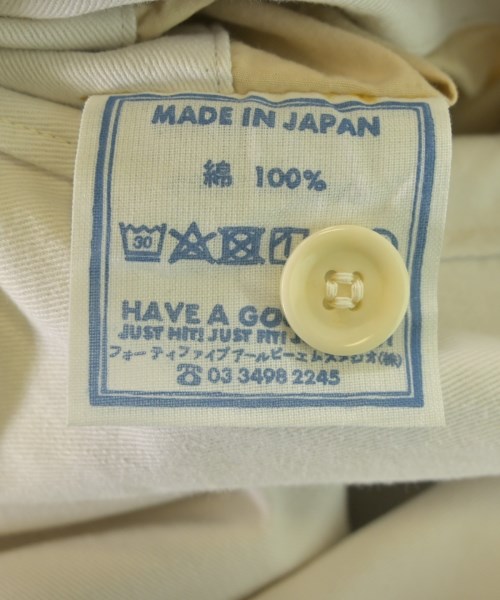 MADE IN JAPAN
綿 100%
30
HAVE A
JUST HIT! JUST FIT!
フォーティファイブアールピーエムスタジオ(株)
☎ 03 3498 2245